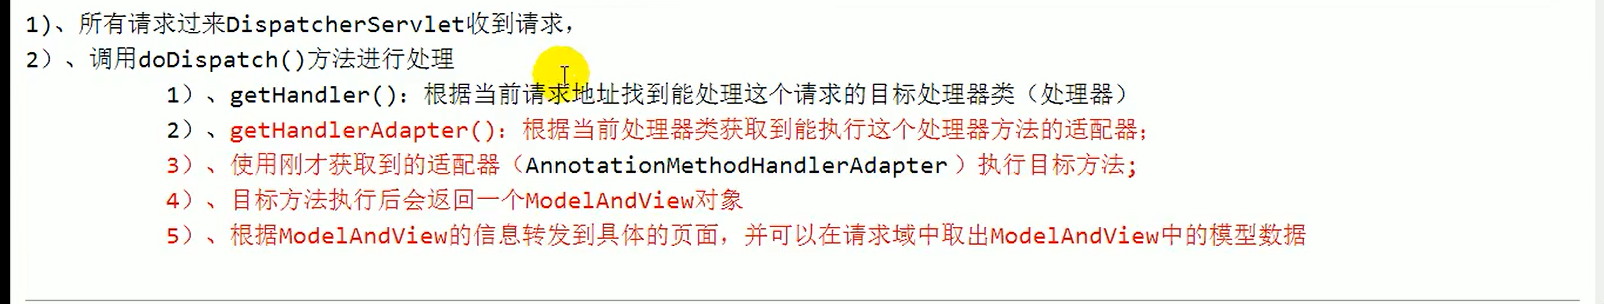 1)、所有请求过来DispatcherServlet收到请求，
2）、调用doDispatch()方法进行处理
1）、getHandler()：根据当前请求地址找到能处理这个请求的目标处理器类（处理器）
2）、getHandlerAdapter()：根据当前处理器类获取到能执行这个处理器方法的适配器；
3）、使用刚才获取到的适配器（AnnotationMethodHandlerAdapter）执行目标方法；
4）、目标方法执行后会返回一个ModelAndView对象
5）、根据ModelAndView的信息转发到具体的页面，并可以在请求域中取出ModelAndView中的模型数据